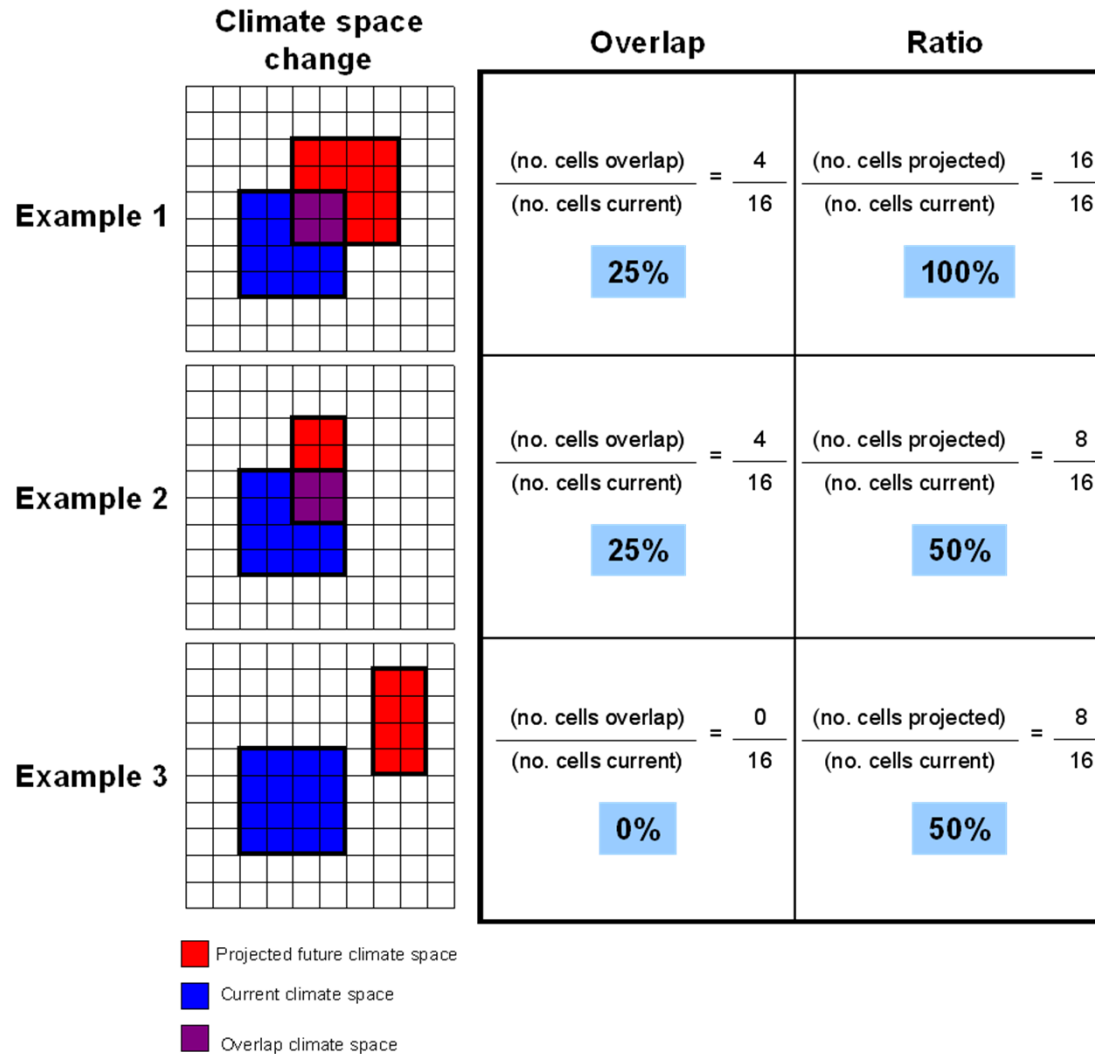 Climate space
change
Overlap
Ratio
Example 1
(no. cells overlap)
(no. cells current)
=
4
16
25%
(no. cells projected)
(no. cells current)
=
16
16
100%
Example 2
(no. cells overlap)
(no. cells current)
=
4
16
25%
(no. cells projected)
(no. cells current)
=
8
16
50%
Example 3
(no. cells overlap)
(no. cells current)
=
0
16
0%
(no. cells projected)
(no. cells current)
=
8
16
50%
Projected future climate space
Current climate space
Overlap climate space